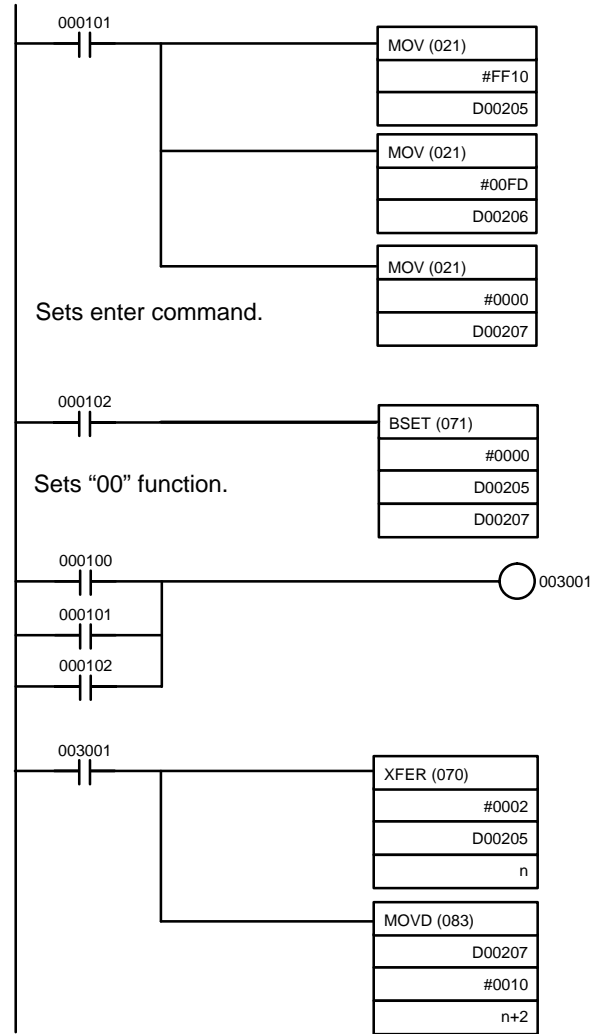 000101
MOV (021)
#FF10
D00205
MOV (021)
#00FD
D00206
MOV (021)
#0000
D00207
Sets enter command.
000102
BSET (071)
#0000
D00205
D00207
Sets “00” function.
000100
003001
000101
000102
003001
XFER (070)
#0002
D00205
n
MOVD (083)
D00207
#0010
n+2